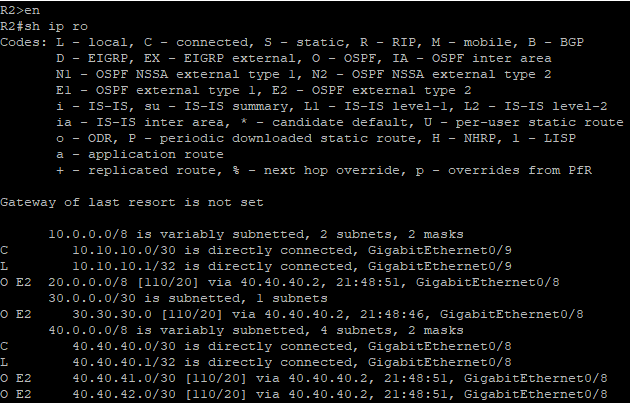 R2>en
R2#sh ip ro
Codes: L - local, C - connected, S - static, R - RIP, M - mobile, B - BGP
       D - EIGRP, EX - EIGRP external, O - OSPF, IA - OSPF inter area
       N1 - OSPF NSSA external type 1, N2 - OSPF NSSA external type 2
       E1 - OSPF external type 1, E2 - OSPF external type 2
       i - IS-IS, su - IS-IS summary, L1 - IS-IS level-1, L2 - IS-IS level-2
       ia - IS-IS inter area, * - candidate default, U - per-user static route
       o - ODR, P - periodic downloaded static route, H - NHRP, l - LISP
       a - application route
       + - replicated route, % - next hop override, p - overrides from PfR

Gateway of last resort is not set

      10.0.0.0/8 is variably subnetted, 2 subnets, 2 masks
C        10.10.10.0/30 is directly connected, GigabitEthernet0/9
L        10.10.10.1/32 is directly connected, GigabitEthernet0/9
O E2  20.0.0.0/8 [110/20] via 40.40.40.2, 21:48:51, GigabitEthernet0/8
      30.0.0.0/30 is subnetted, 1 subnets
O E2     30.30.30.0 [110/20] via 40.40.40.2, 21:48:46, GigabitEthernet0/8
      40.0.0.0/8 is variably subnetted, 4 subnets, 2 masks
C        40.40.40.0/30 is directly connected, GigabitEthernet0/8
L        40.40.40.1/32 is directly connected, GigabitEthernet0/8
O E2     40.40.41.0/30 [110/20] via 40.40.40.2, 21:48:51, GigabitEthernet0/8
O E2     40.40.42.0/30 [110/20] via 40.40.40.2, 21:48:51, GigabitEthernet0/8